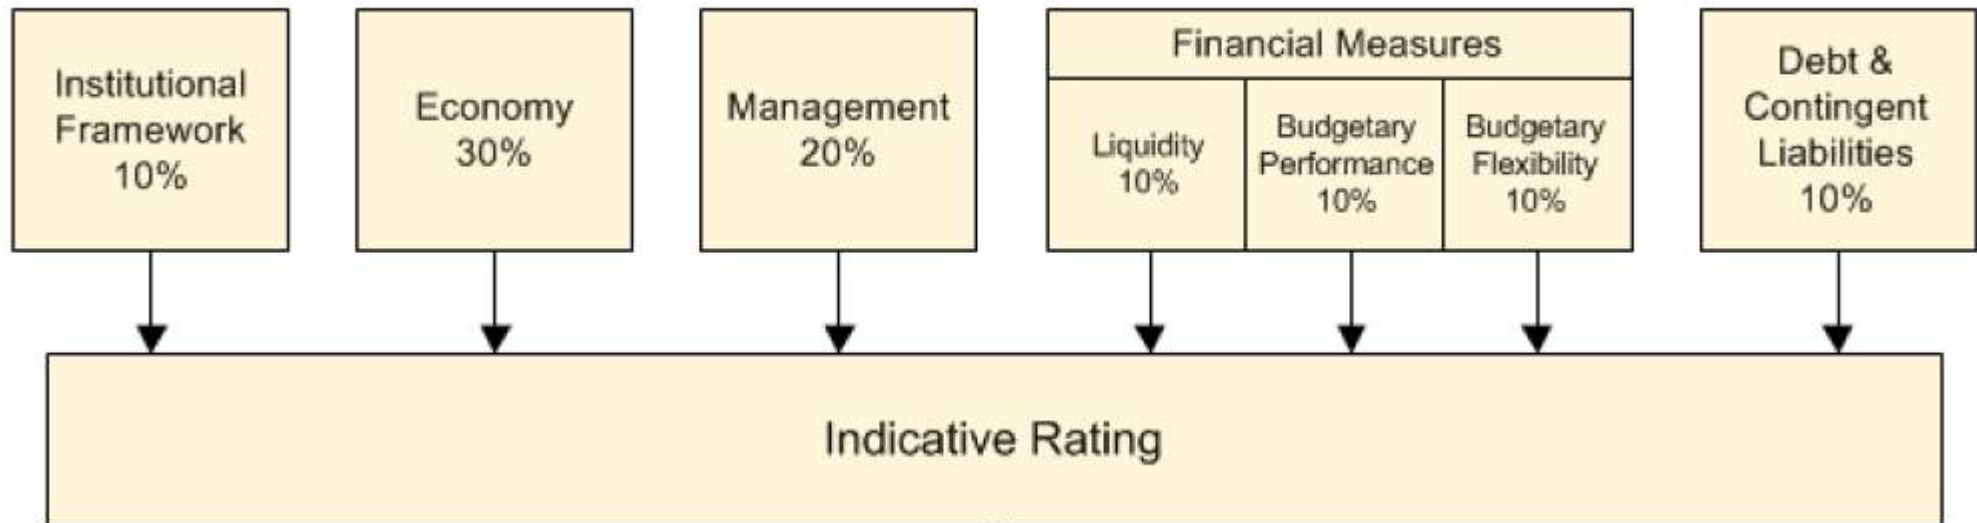 Institutional
Framework
10%
Economy
30%
Management
20%
Financial Measures
Liquidity
10%
Budgetary
Performance
10%
Budgetary
Flexibility
10%
Debt &
Contingent
Liabilities
10%
Indicative Rating